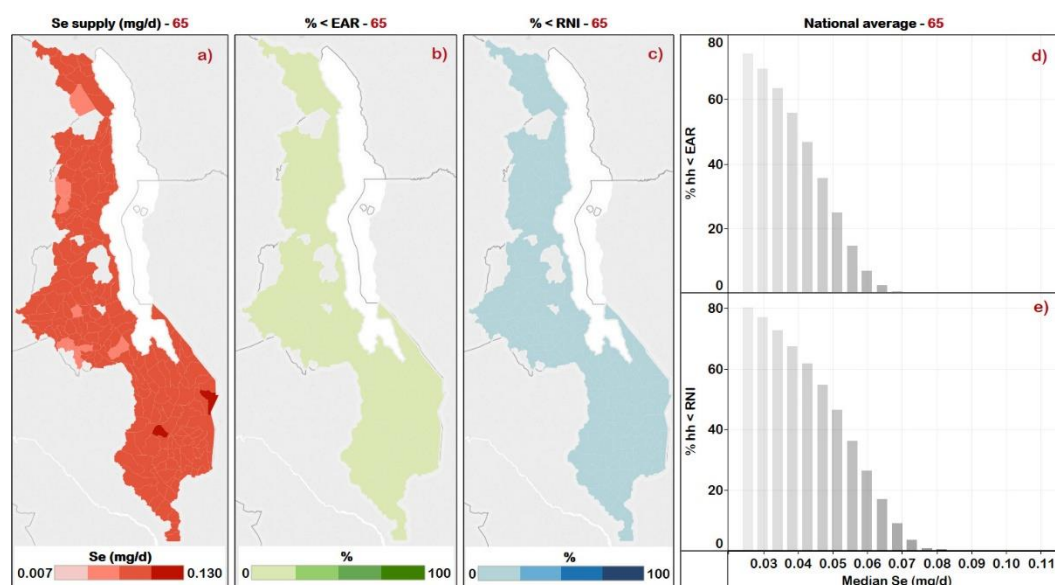 Se supply (mg/d) - 65
% < EAR - 65
% < RNI - 65
National average - 65
a)
b)
c)
d)
80
60
40
20
0
% hh < EAR
e)
80
60
40
20
0
% hh < RNI
0.03 0.04 0.05 0.06 0.07 0.08 0.09 0.10 0.11
Median Se (mg/d)
Se (mg/d)
0.007 0.130
%
0 100
%
0 100